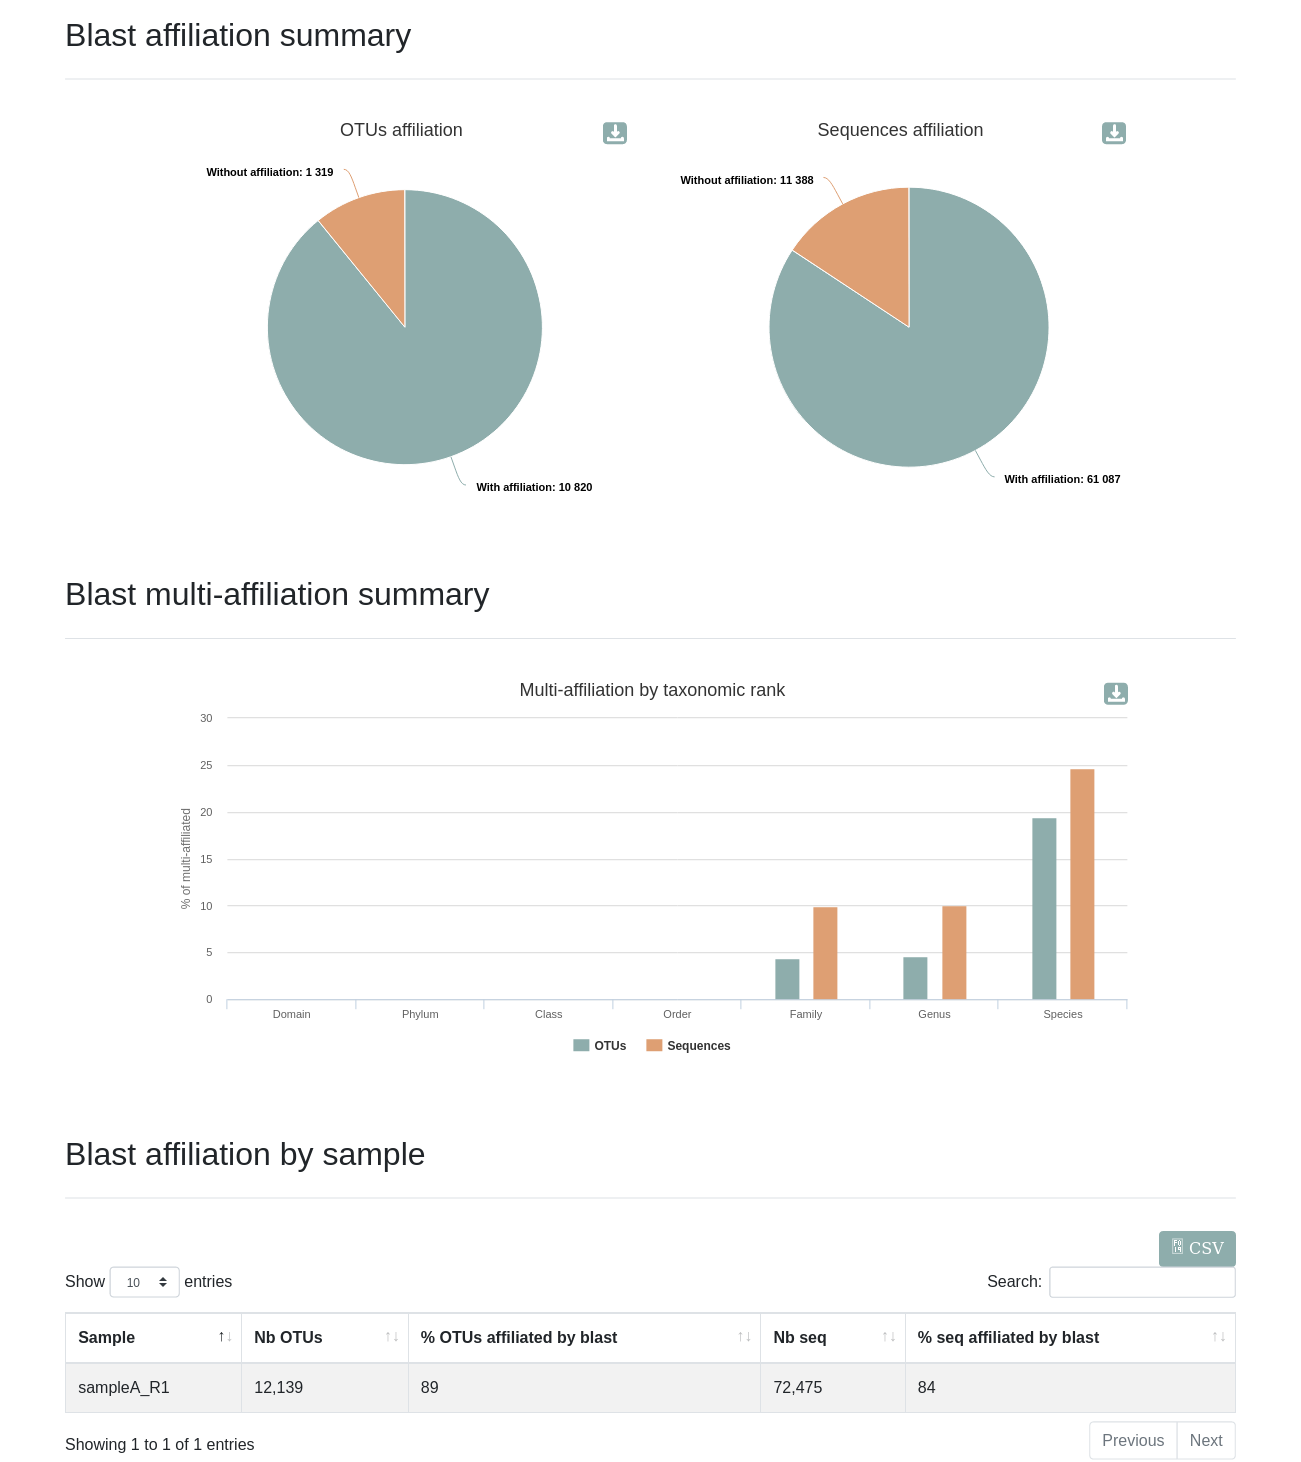 Blast affiliation summary
OTUs affiliation
Sequences affiliation
Without affiliation: 1 319
Without affiliation: 11 388
With affiliation: 10 820
With affiliation: 61 087
Blast multi-affiliation summary
Multi-affiliation by taxonomic rank
% of multi-affiliated
30
25
20
15
10
5
0
Domain Phylum Class Order Family Genus Species
OTUs Sequences
Blast affiliation by sample
CSV
Show 10 entries
Search:
Sample ↑↓ Nb OTUs ↑↓ % OTUs affiliated by blast ↑↓ Nb seq ↑↓ % seq affiliated by blast ↑↓
sampleA_R1 12,139 89 72,475 84
Showing 1 to 1 of 1 entries
Previous Next